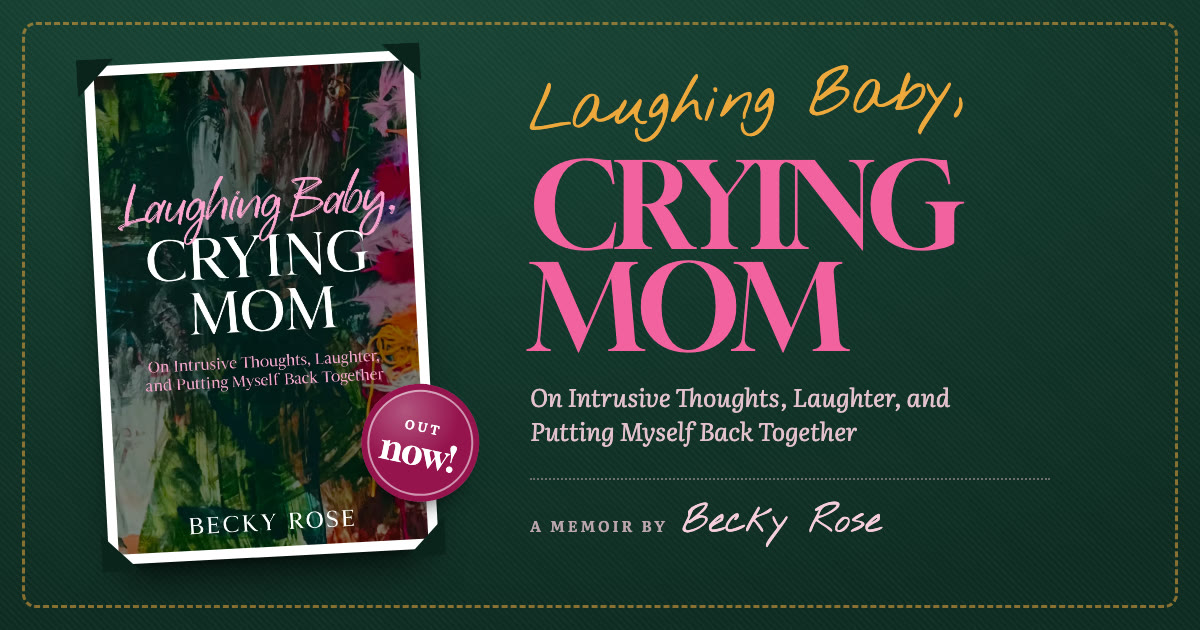 Laughing Baby,
CRYING
MOM
On Intrusive Thoughts, Laughter,
and Putting Myself Back Together
OUT
now!
BECKY ROSE
Laughing Baby,
CRYING
MOM
On Intrusive Thoughts, Laughter, and
Putting Myself Back Together
A MEMOIR BY Becky Rose